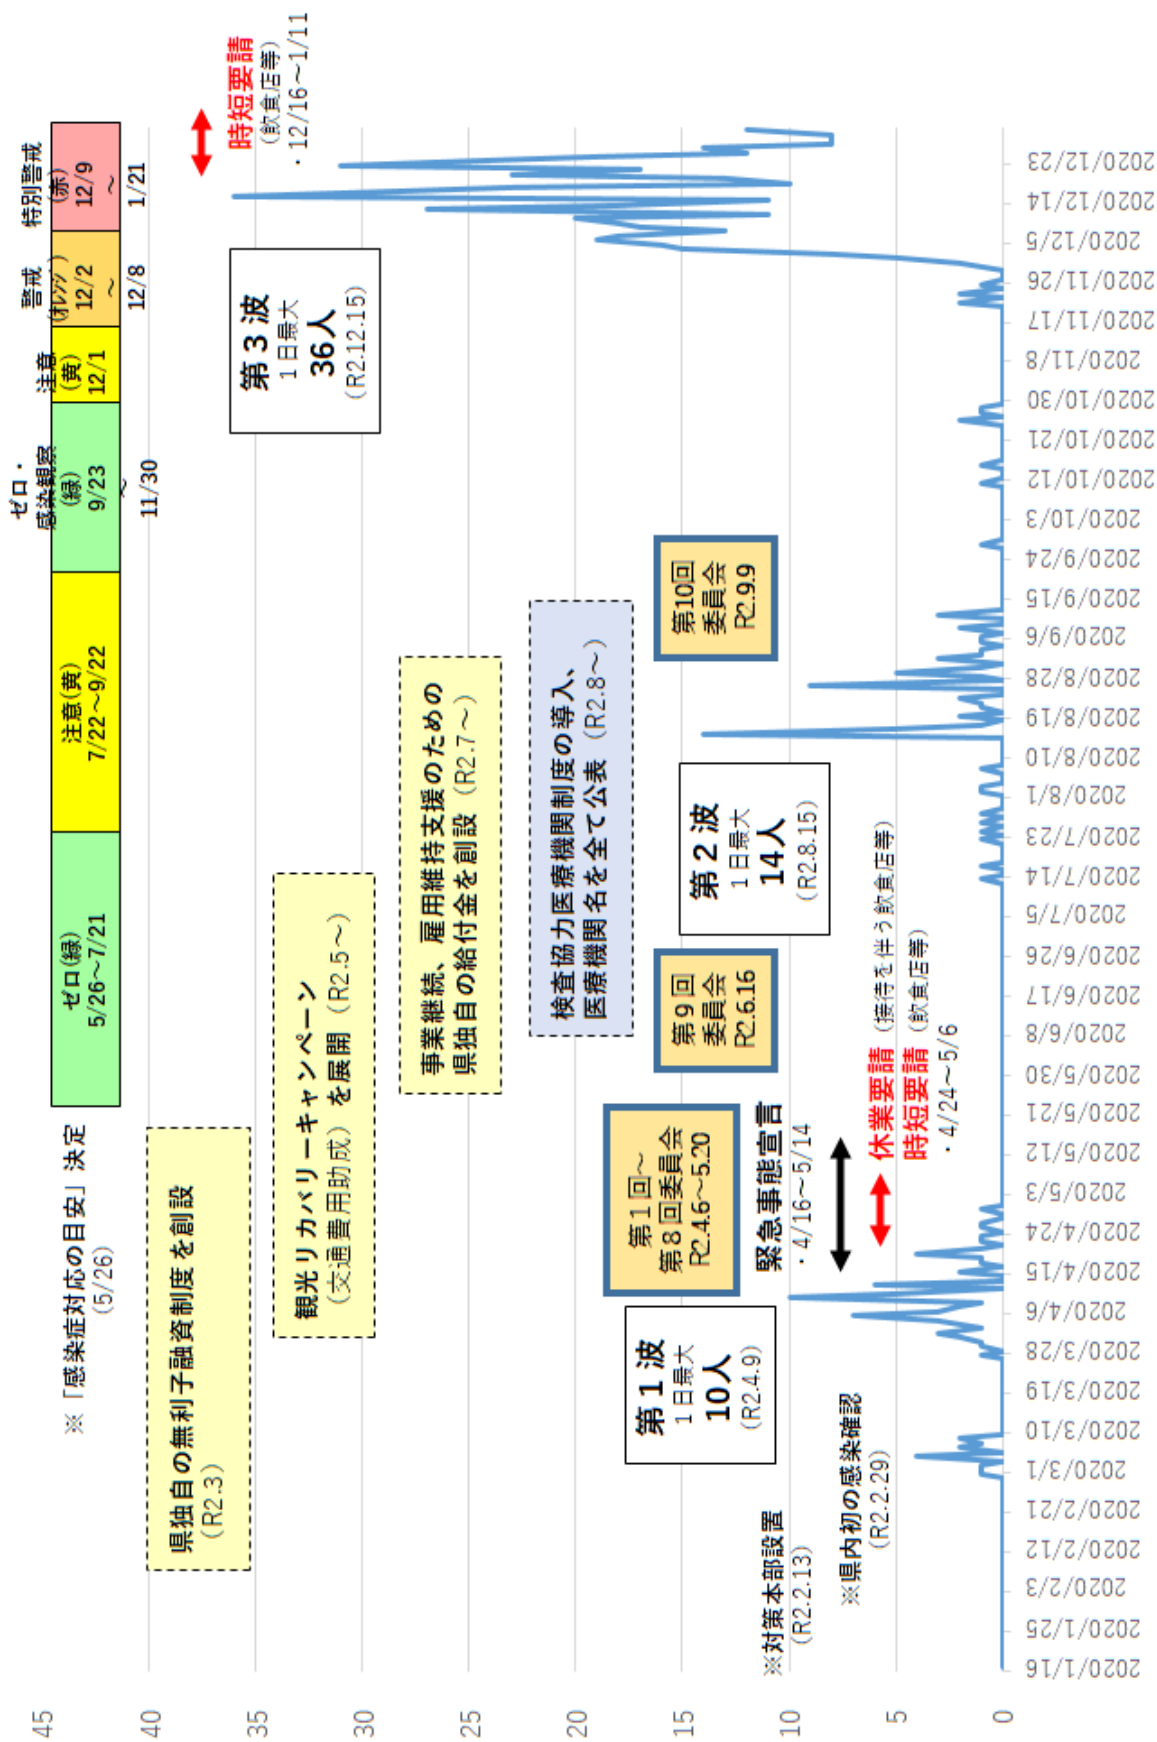 ※「感染症対応の目安」決定
（5/26）
ゼロ(緑)
5/26～7/21
注意(黄)
7/22～9/22
ゼロ・
感染観察
(緑)
9/23
～
11/30
注意
(黄)
12/1
警戒
(オレンジ)
12/2
～
12/8
特別警戒
(赤)
12/9
～
1/21
時短要請
（飲食店等）
・12/16～1/11
県独自の無利子融資制度を創設
（R2.3）
観光リカバリーキャンペーン
（交通費用助成）を展開（R2.5～）
事業継続、雇用維持支援のための
県独自の給付金を創設（R2.7～）
検査協力医療機関制度の導入、
医療機関名を全て公表（R2.8～）
第３波
１日最大
36人
（R2.12.15）
第１回～
第８回委員会
R2.4.6～5.20
第９回
委員会
R2.6.16
第10回
委員会
R2.9.9
第１波
１日最大
10人
（R2.4.9）
第２波
１日最大
14人
（R2.8.15）
緊急事態宣言
・4/16～5/14
休業要請（接待を伴う飲食店等）
時短要請（飲食店等）
・4/24～5/6
※対策本部設置
（R2.2.13）
※県内初の感染確認
（R2.2.29）
45
40
35
30
25
20
15
10
5
0
2020/1/16
2020/1/25
2020/2/3
2020/2/12
2020/2/21
2020/3/1
2020/3/10
2020/3/19
2020/3/28
2020/4/6
2020/4/15
2020/4/24
2020/5/3
2020/5/12
2020/5/21
2020/5/30
2020/6/8
2020/6/17
2020/6/26
2020/7/5
2020/7/14
2020/7/23
2020/8/1
2020/8/10
2020/8/19
2020/8/28
2020/9/6
2020/9/15
2020/9/24
2020/10/3
2020/10/12
2020/10/21
2020/10/30
2020/11/8
2020/11/17
2020/11/26
2020/12/5
2020/12/14
2020/12/23